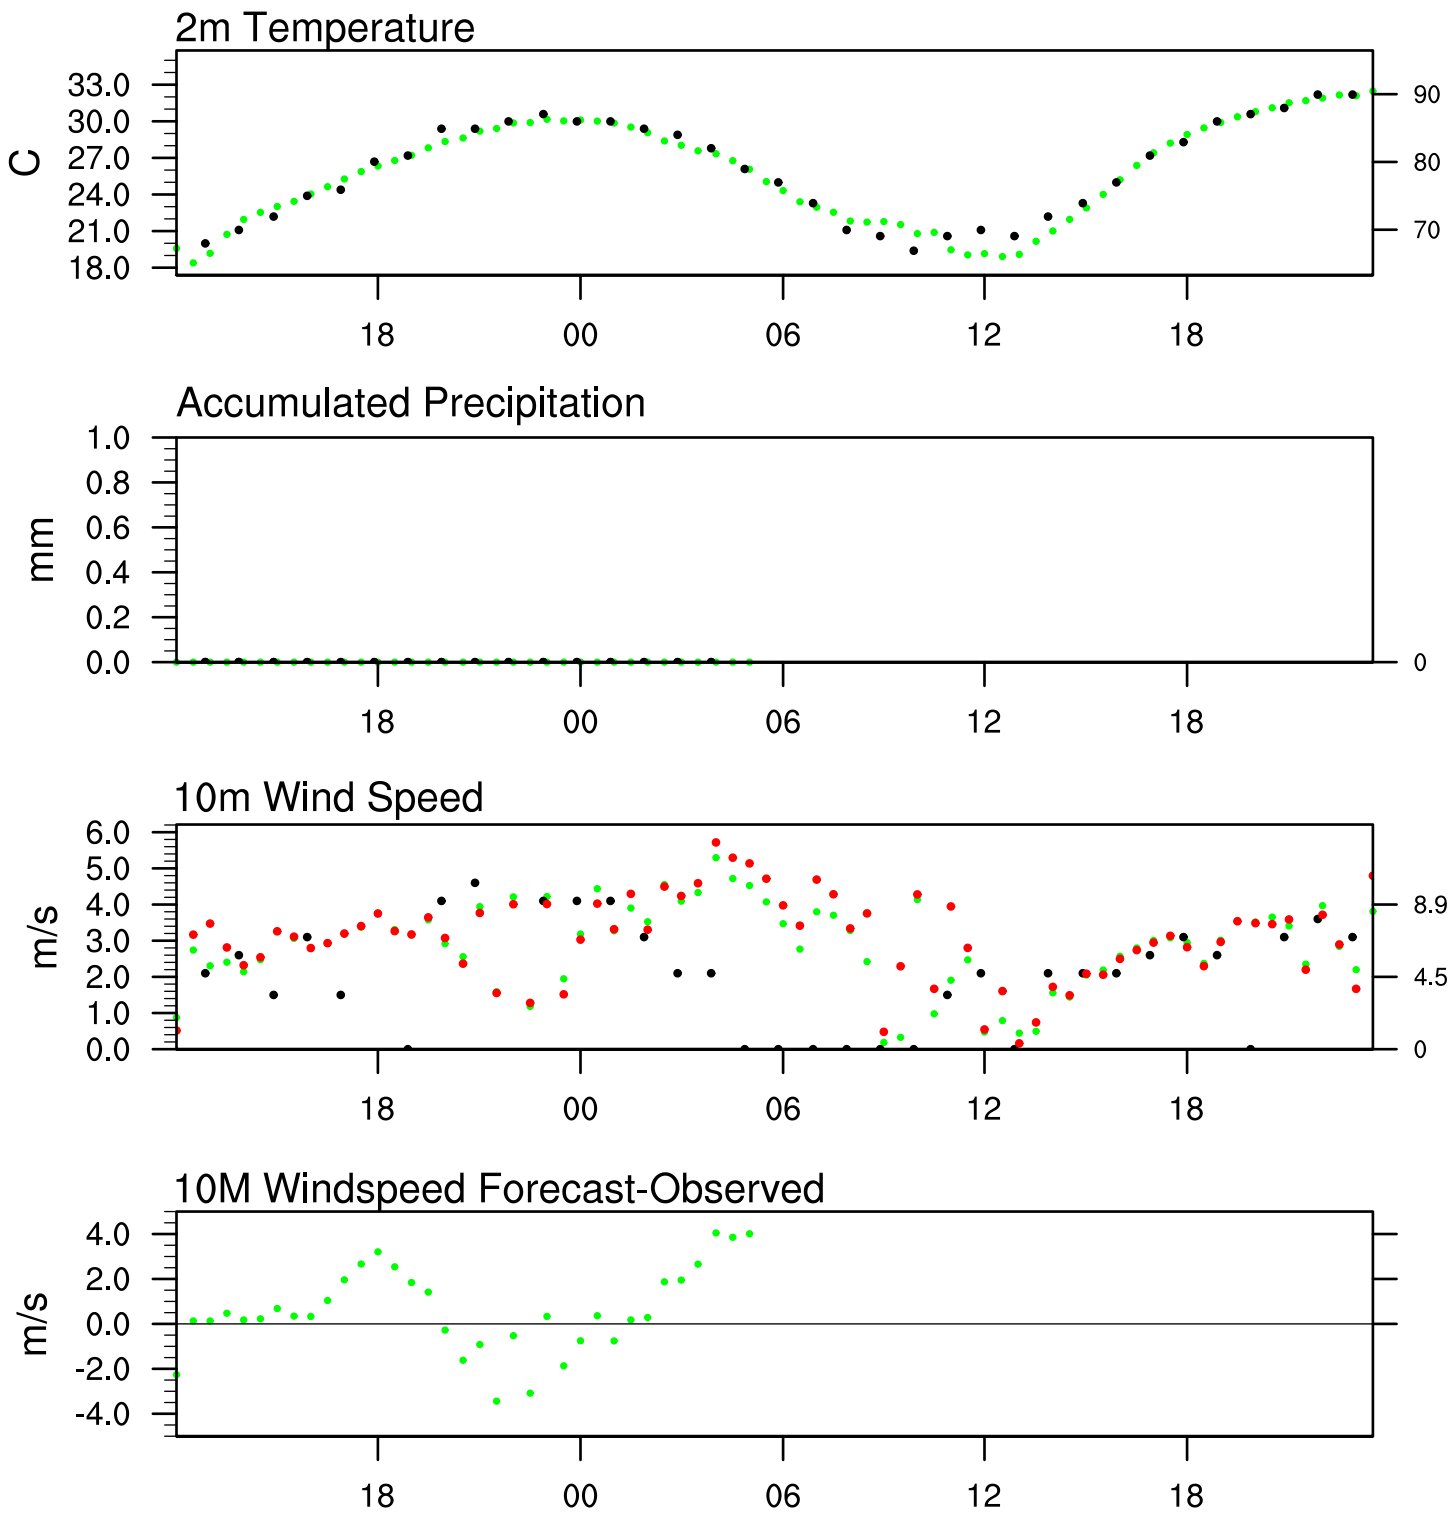 2m Temperature
C
33.0
30.0
27.0
24.0
21.0
18.0
90
80
70
18 00 06 12 18
Accumulated Precipitation
mm
1.0
0.8
0.6
0.4
0.2
0.0
0
18 00 06 12 18
10m Wind Speed
m/s
6.0
5.0
4.0
3.0
2.0
1.0
0.0
8.9
4.5
0
18 00 06 12 18
10M Windspeed Forecast-Observed
m/s
4.0
2.0
0.0
-2.0
-4.0
18 00 06 12 18